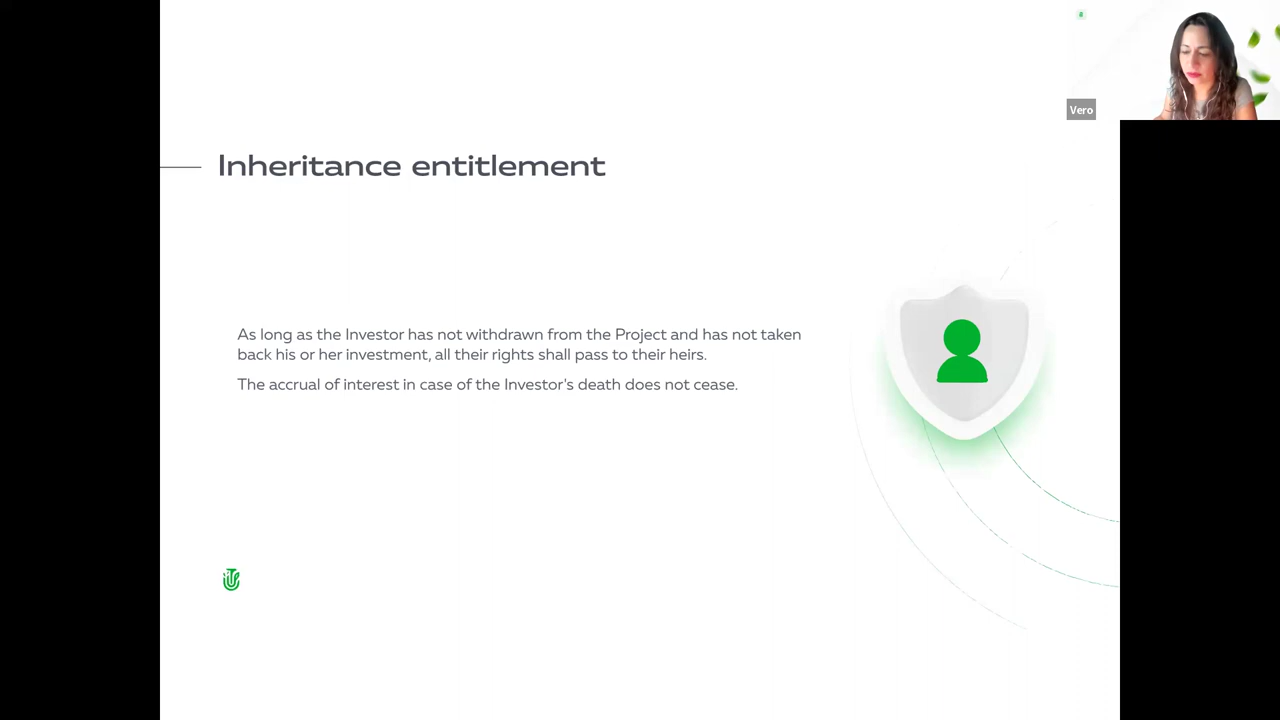 Vero
Inheritance entitlement
As long as the Investor has not withdrawn from the Project and has not taken
back his or her investment, all their rights shall pass to their heirs.
The accrual of interest in case of the Investor's death does not cease.